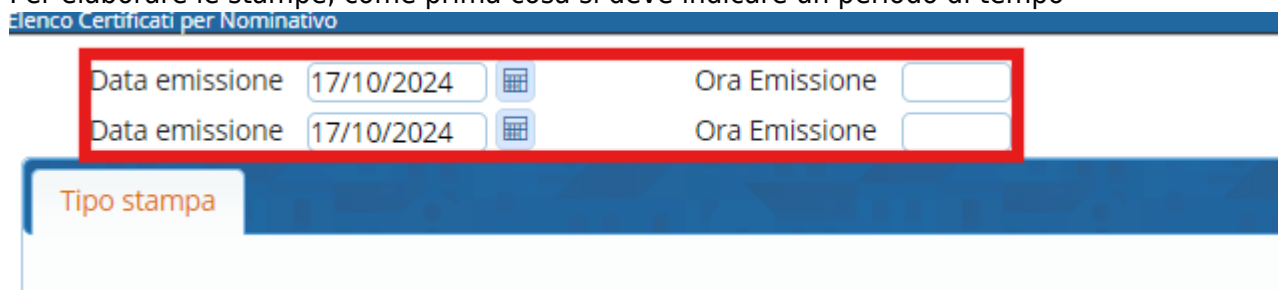 Per elaborare le stampe, come prima cosa si deve indicare un periodo di tempo
Elenco Certificati per Nominativo
Data emissione 17/10/2024 Ora Emissione
Data emissione 17/10/2024 Ora Emissione
Tipo stampa